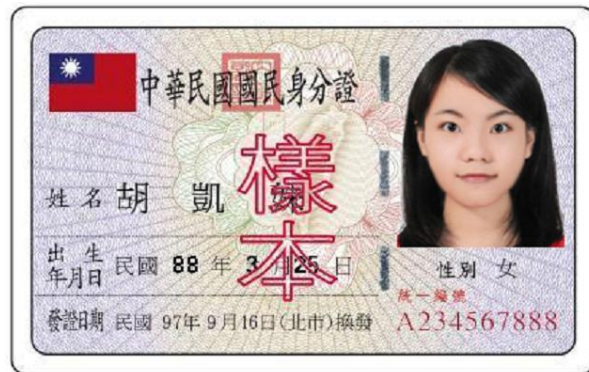 中華民國國民身分證
樣本
姓名 胡 凱
出生年月日 民國 88 年 3 月 25 日
性別 女
發證日期 民國 97年 9月16日(北市)換發
統一編號
A234567888